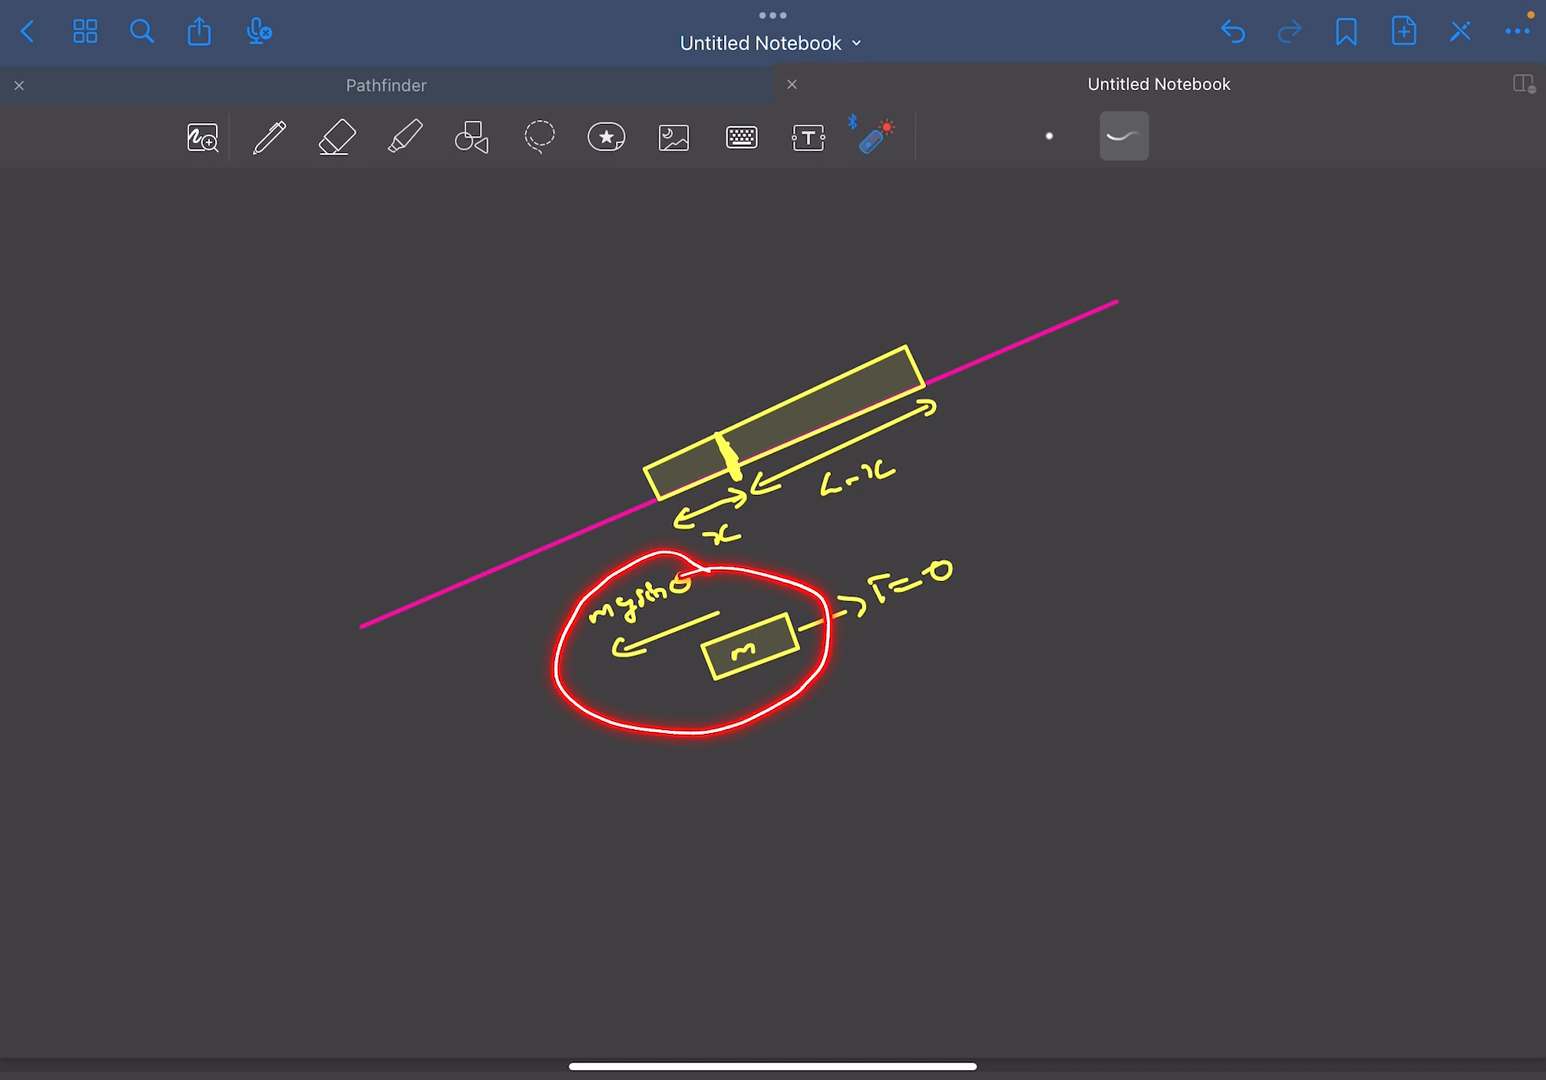 Untitled Notebook
Pathfinder
Untitled Notebook
T
L-x
x
mgsinθ
T=0
m